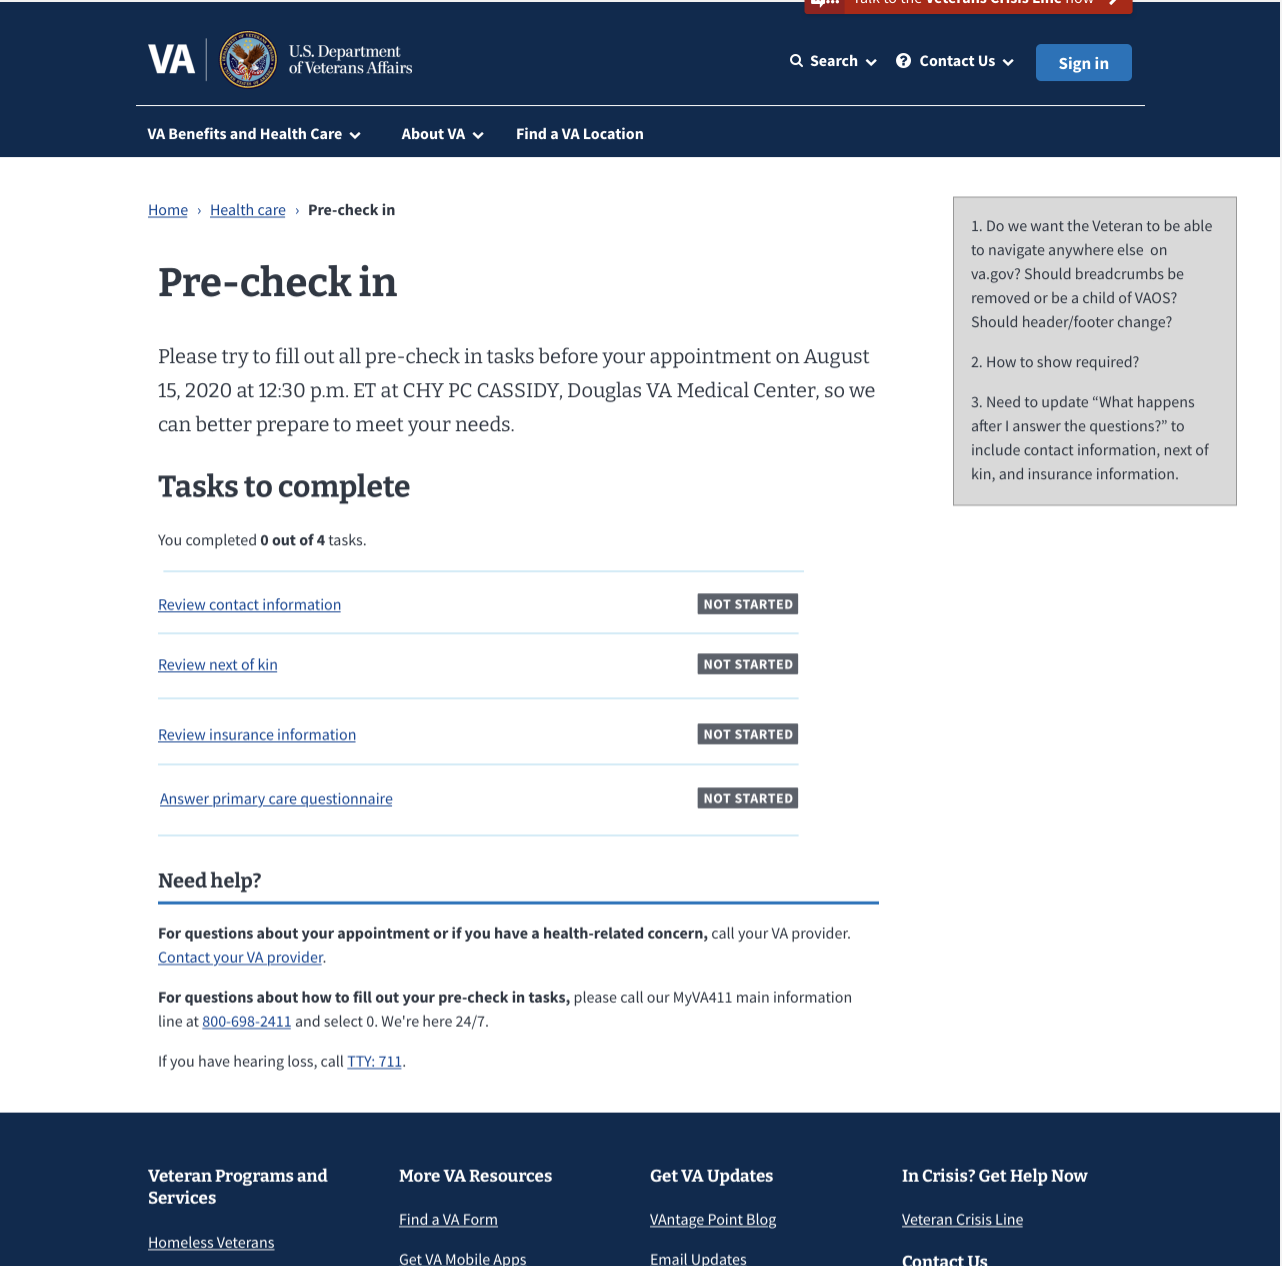 Talk to the Veterans Crisis Line now
VA
U.S. Department
of Veterans Affairs
Search
Contact Us
Sign in
VA Benefits and Health Care
About VA
Find a VA Location
Home › Health care › Pre-check in
Pre-check in
Please try to fill out all pre-check in tasks before your appointment on August
15, 2020 at 12:30 p.m. ET at CHY PC CASSIDY, Douglas VA Medical Center, so we
can better prepare to meet your needs.
Tasks to complete
You completed 0 out of 4 tasks.
Review contact information
NOT STARTED
Review next of kin
NOT STARTED
Review insurance information
NOT STARTED
Answer primary care questionnaire
NOT STARTED
Need help?
For questions about your appointment or if you have a health-related concern, call your VA provider.
Contact your VA provider.
For questions about how to fill out your pre-check in tasks, please call our MyVA411 main information
line at 800-698-2411 and select 0. We're here 24/7.
If you have hearing loss, call TTY: 711.
1. Do we want the Veteran to be able
to navigate anywhere else on
va.gov? Should breadcrumbs be
removed or be a child of VAOS?
Should header/footer change?
2. How to show required?
3. Need to update “What happens
after I answer the questions?” to
include contact information, next of
kin, and insurance information.
Veteran Programs and
Services
Homeless Veterans
More VA Resources
Find a VA Form
Get VA Mobile Apps
Get VA Updates
VAntage Point Blog
Email Updates
In Crisis? Get Help Now
Veteran Crisis Line
Contact Us